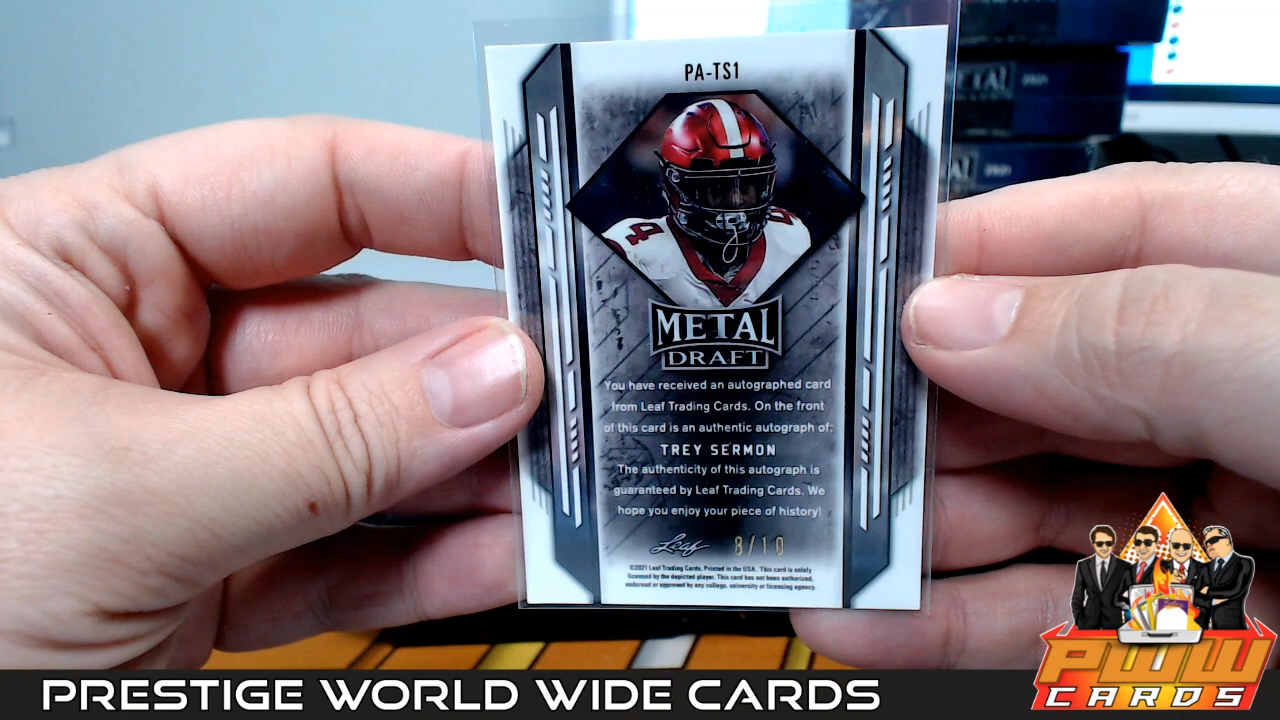 PA-TS1
4
4
METAL
DRAFT
You have received an autographed card
from Leaf Trading Cards. On the front
of this card is an authentic autograph of:
TREY SERMON
The authenticity of this autograph is
guaranteed by Leaf Trading Cards. We
hope you enjoy your piece of history!
Leaf 8/10
©2021 Leaf Trading Cards. Printed in the USA. This card is solely
licensed by the depicted player. This card has not been authorized,
endorsed or approved by any college, university or licensing agency.
METAL 2021
2021
PRESTIGE WORLD WIDE CARDS
PWW
CARDS